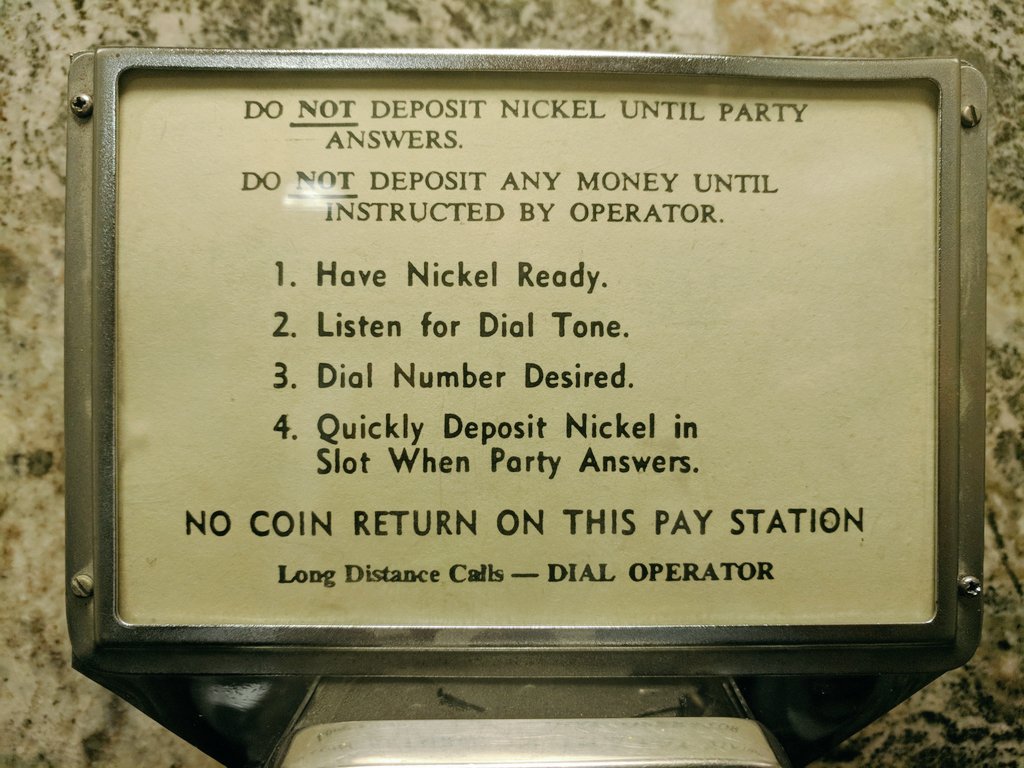 DO NOT DEPOSIT NICKEL UNTIL PARTY
ANSWERS.
DO NOT DEPOSIT ANY MONEY UNTIL
INSTRUCTED BY OPERATOR.
1. Have Nickel Ready.
2. Listen for Dial Tone.
3. Dial Number Desired.
4. Quickly Deposit Nickel in
Slot When Party Answers.
NO COIN RETURN ON THIS PAY STATION
Long Distance Calls — DIAL OPERATOR